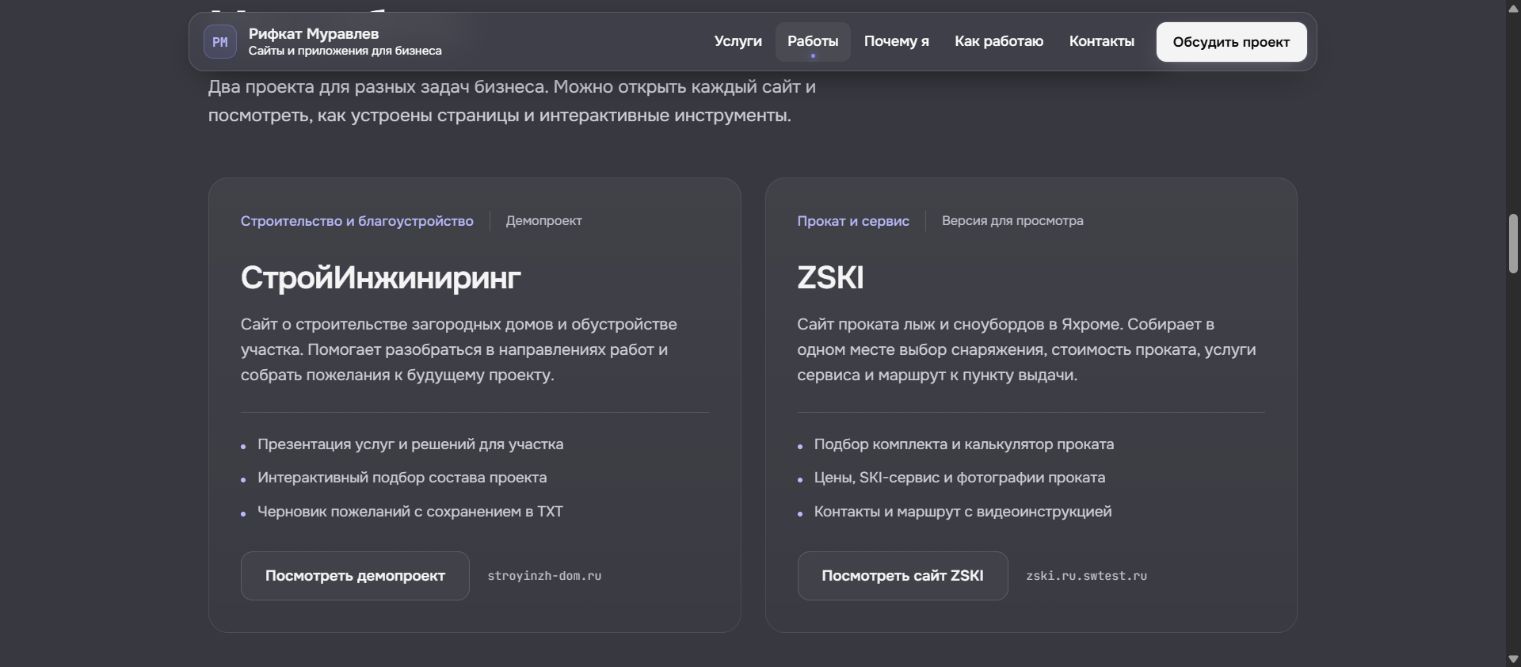 РМ
Рифкат Муравлев
Сайты и приложения для бизнеса
Услуги
Работы
Почему я
Как работаю
Контакты
Обсудить проект
Два проекта для разных задач бизнеса. Можно открыть каждый сайт и
посмотреть, как устроены страницы и интерактивные инструменты.
Строительство и благоустройство
Демопроект
СтройИнжиниринг
Сайт о строительстве загородных домов и обустройстве
участка. Помогает разобраться в направлениях работ и
собрать пожелания к будущему проекту.
Презентация услуг и решений для участка
Интерактивный подбор состава проекта
Черновик пожеланий с сохранением в TXT
Посмотреть демопроект
stroyinzh-dom.ru
Прокат и сервис
Версия для просмотра
ZSKI
Сайт проката лыж и сноубордов в Яхроме. Собирает в
одном месте выбор снаряжения, стоимость проката, услуги
сервиса и маршрут к пункту выдачи.
Подбор комплекта и калькулятор проката
Цены, SKI-сервис и фотографии проката
Контакты и маршрут с видеоинструкцией
Посмотреть сайт ZSKI
zski.ru.swtest.ru